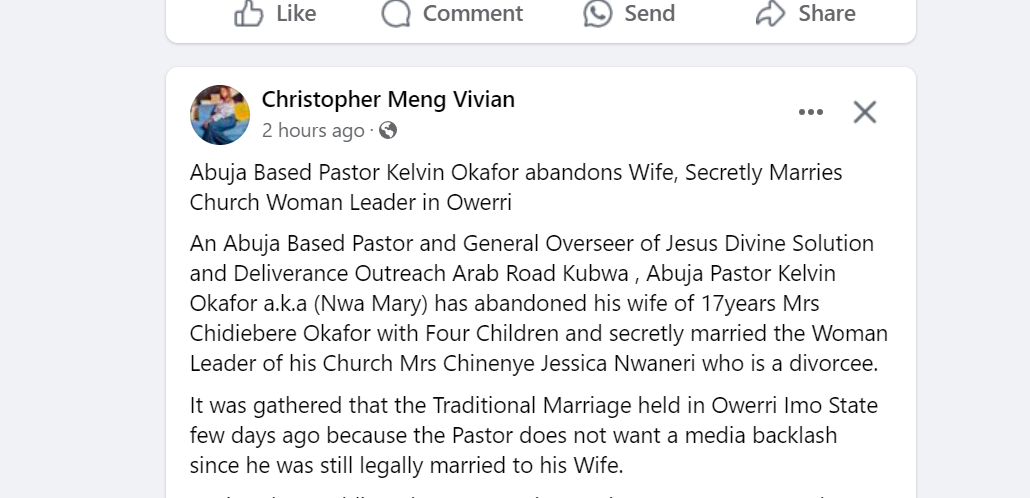 Like Comment Send Share
Christopher Meng Vivian
2 hours ago ·
Abuja Based Pastor Kelvin Okafor abandons Wife, Secretly Marries
Church Woman Leader in Owerri
An Abuja Based Pastor and General Overseer of Jesus Divine Solution
and Deliverance Outreach Arab Road Kubwa , Abuja Pastor Kelvin
Okafor a.k.a (Nwa Mary) has abandoned his wife of 17years Mrs
Chidiebere Okafor with Four Children and secretly married the Woman
Leader of his Church Mrs Chinenye Jessica Nwaneri who is a divorcee.
It was gathered that the Traditional Marriage held in Owerri Imo State
few days ago because the Pastor does not want a media backlash
since he was still legally married to his Wife.